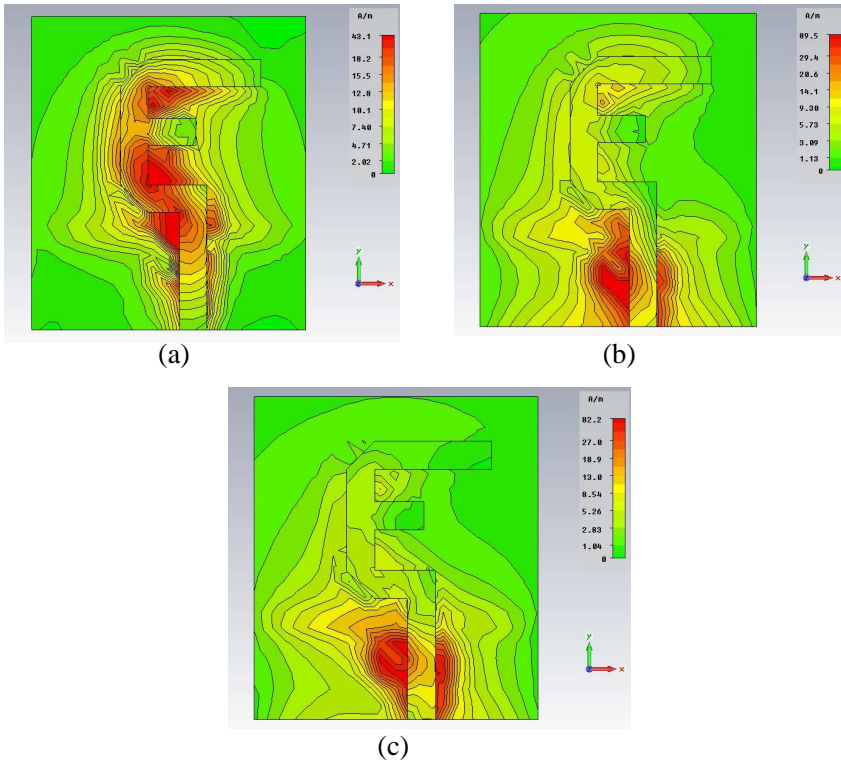 A/m
43.1
18.2
15.5
12.8
10.1
7.40
4.71
2.02
0
y
x
(a)
A/m
89.5
29.4
20.6
14.1
9.30
5.73
3.09
1.13
0
y
x
(b)
A/m
82.2
27.0
18.9
13.0
8.54
5.26
2.83
1.04
0
y
x
(c)